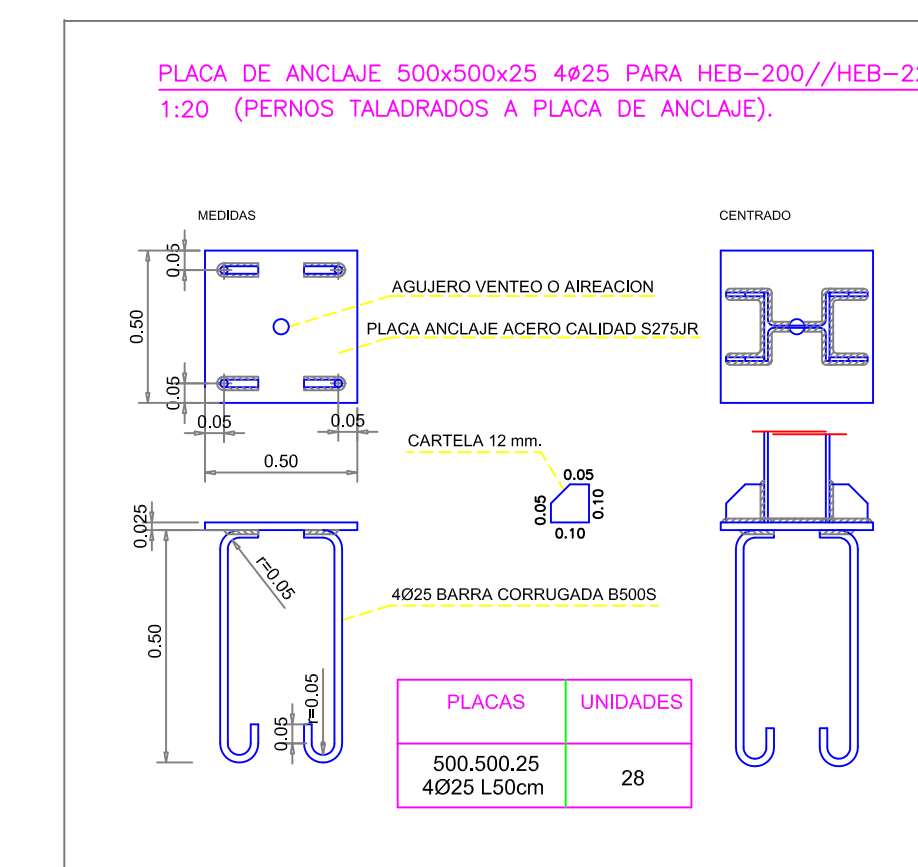 PLACA DE ANCLAJE 500x500x25 4ø25 PARA HEB-200//HEB-22
1:20 (PERNOS TALADRADOS A PLACA DE ANCLAJE).
MEDIDAS
CENTRADO
0.05
0.50
0.05
0.05
0.05
0.50
AGUJERO VENTEO O AIREACION
PLACA ANCLAJE ACERO CALIDAD S275JR
CARTELA 12 mm.
0.05
0.05
0.10
0.10
0.025
r=0.05
0.50
4Ø25 BARRA CORRUGADA B500S
0.05
r=0.05
PLACAS UNIDADES
500.500.25
4Ø25 L50cm
28